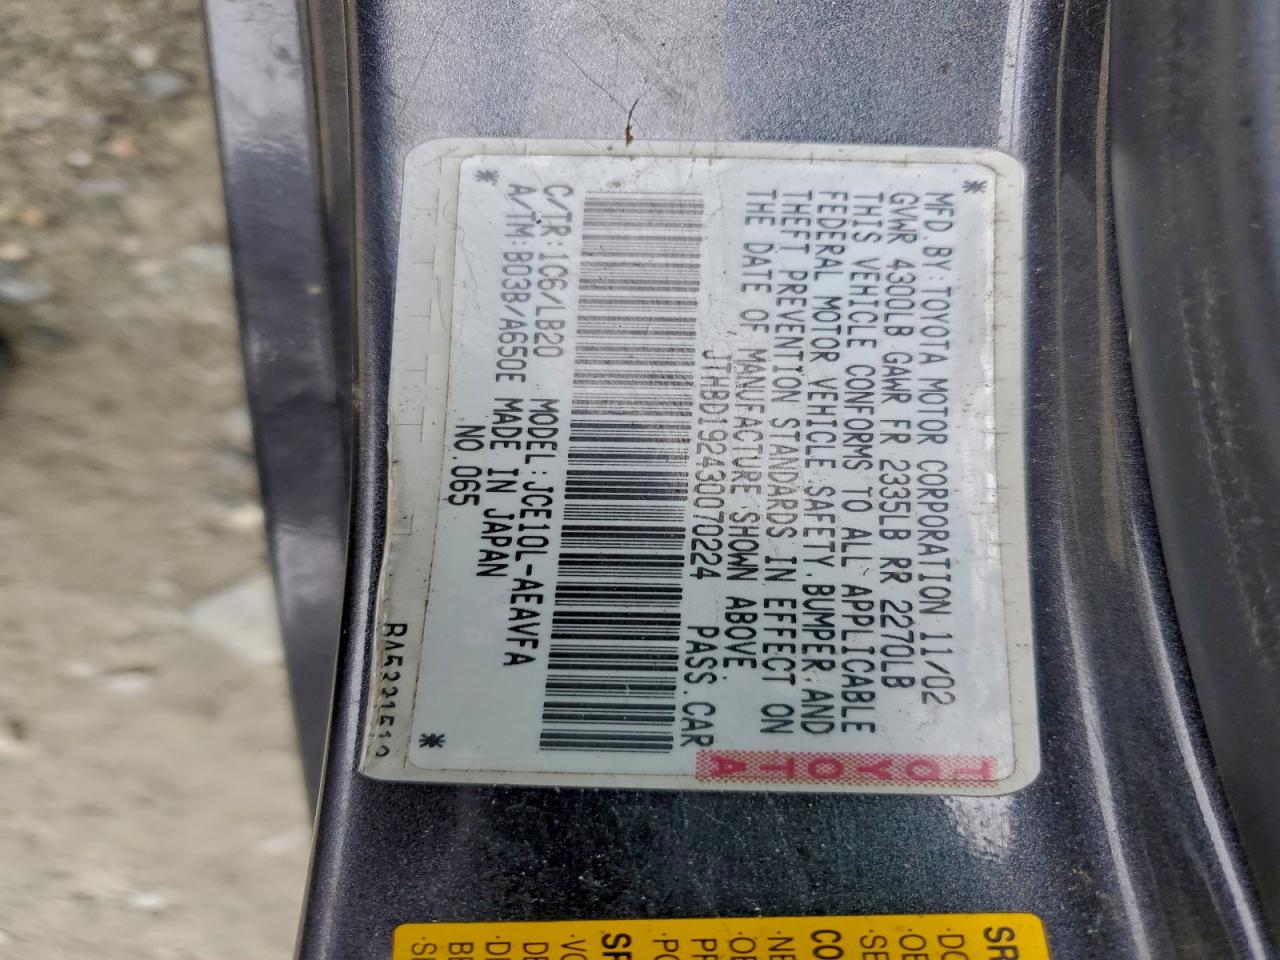 MFD. BY: TOYOTA MOTOR CORPORATION 11/02
GVWR 4300LB GAWR FR 2335LB RR 2270LB
THIS VEHICLE CONFORMS TO ALL APPLICABLE
FEDERAL MOTOR VEHICLE SAFETY, BUMPER, AND
THEFT PREVENTION STANDARDS IN EFFECT ON
THE DATE OF MANUFACTURE SHOWN ABOVE.
JTHBD192430070224 PASS. CAR
C/TR: 1C6/LB20 MODEL: JCE10L-AEAVFA
A/TM: B03B/A650E MADE IN JAPAN
NO. 065
TOYOTA